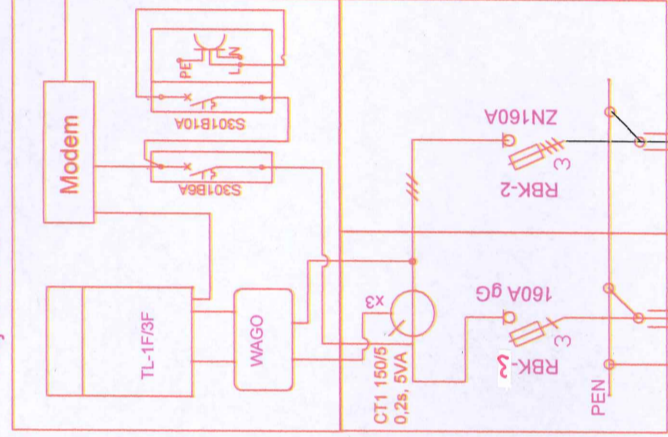 Modem
PE
L
N
S301B10A
S301B6A
TL-1F/3F
WAGO
x3
CT1 150/5
0,2s, 5VA
ZN160A
RBK-2
3
160A gG
RBK-2
3
PEN